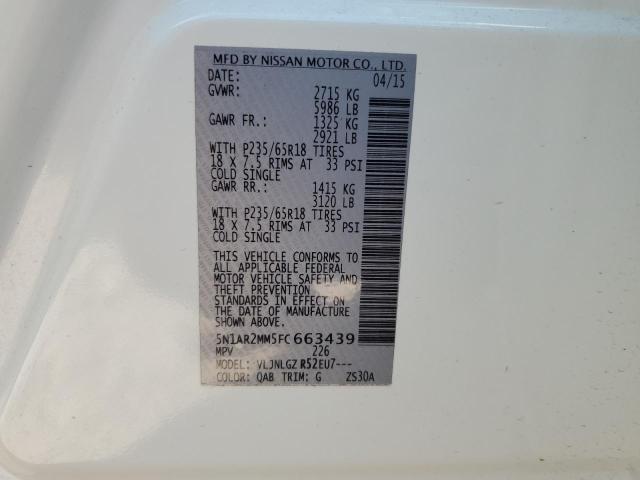 MFD BY NISSAN MOTOR CO., LTD.
DATE: 04/15
GVWR: 2715 KG
5986 LB
GAWR FR.: 1325 KG
2921 LB
WITH P235/65R18 TIRES
18 X 7.5 RIMS AT 33 PSI
COLD SINGLE
GAWR RR.: 1415 KG
3120 LB
WITH P235/65R18 TIRES
18 X 7.5 RIMS AT 33 PSI
COLD SINGLE
THIS VEHICLE CONFORMS TO
ALL APPLICABLE FEDERAL
MOTOR VEHICLE SAFETY AND
THEFT PREVENTION
STANDARDS IN EFFECT ON
THE DATE OF MANUFACTURE
SHOWN ABOVE.
5N1AR2MM5FC663439
MPV 226
MODEL: VLJNLGZ R52EU7---
COLOR: QAB TRIM: G ZS30A